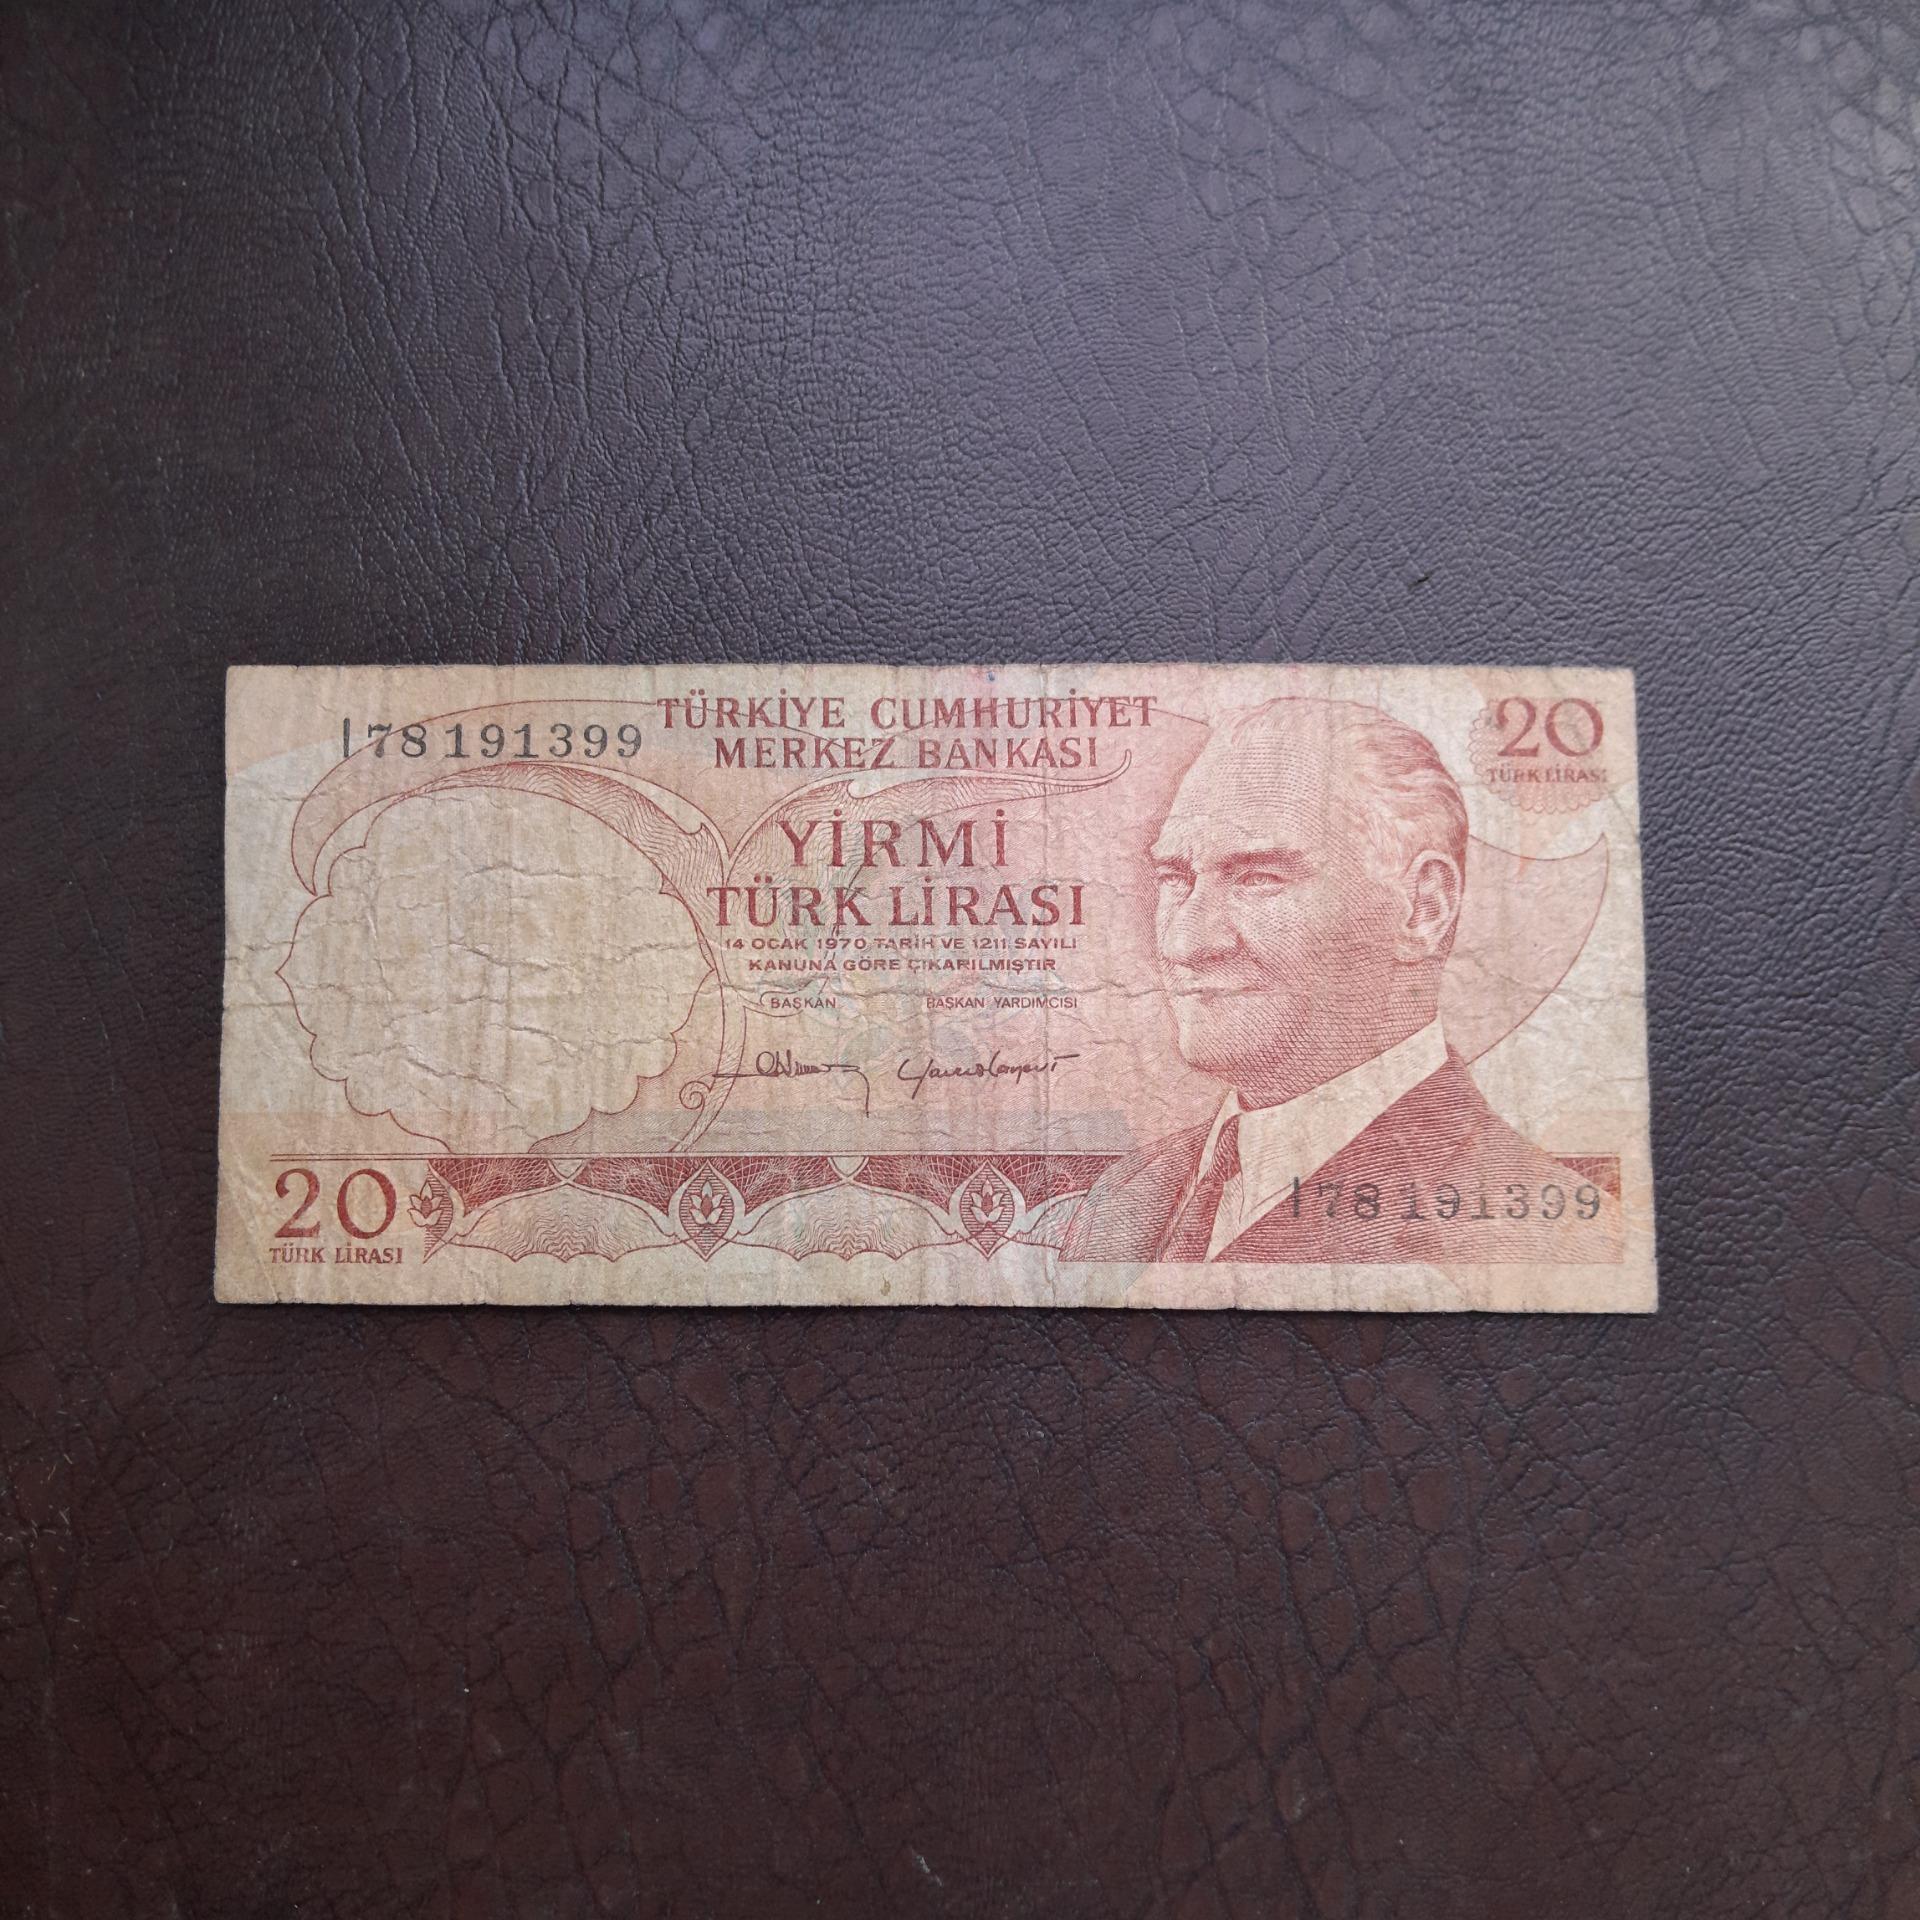 I78 191399
TÜRKİYE CUMHURİYET
MERKEZ BANKASI
20
TÜRK LİRASI
YİRMİ
TÜRK LİRASI
14 OCAK 1970 TARİH VE 1211 SAYILI
KANUNA GÖRE ÇIKARILMIŞTIR
BAŞKAN BAŞKAN YARDIMCISI
20
TÜRK LİRASI
I78 191399